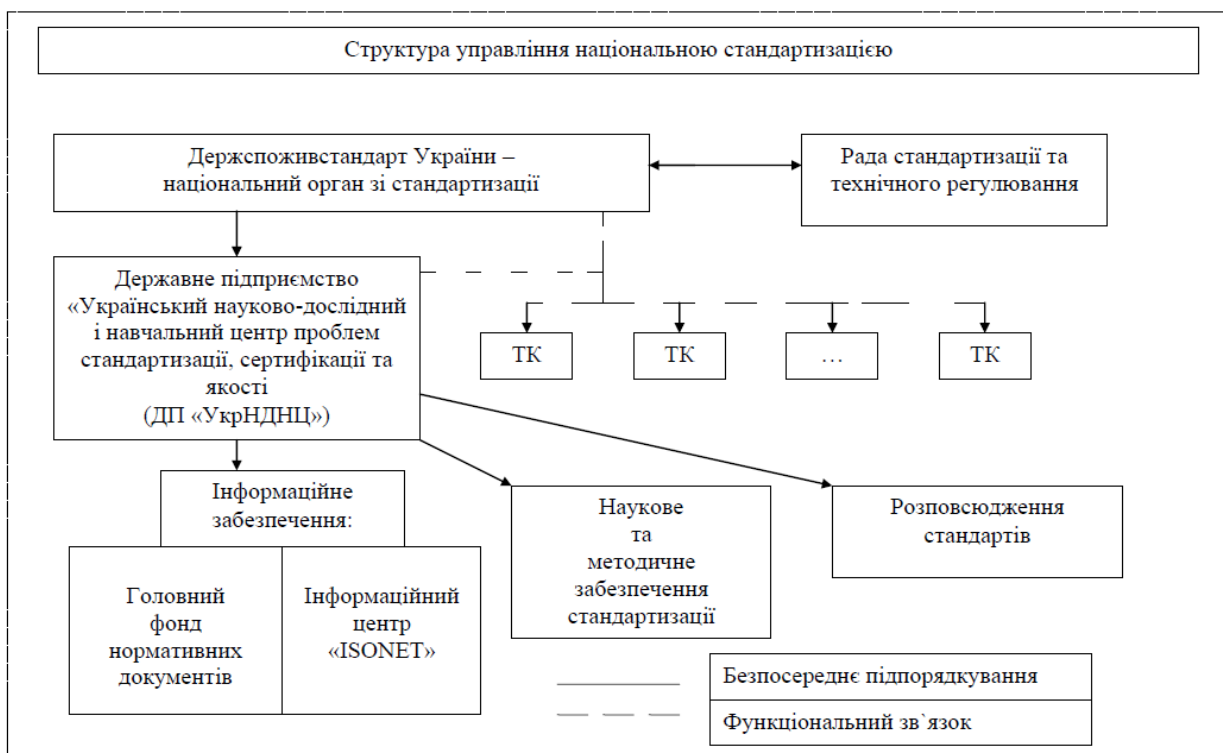 Структура управління національною стандартизацією
Держспоживстандарт України –
національний орган зі стандартизації
Рада стандартизації та
технічного регулювання
Державне підприємство
«Український науково-дослідний
і навчальний центр проблем
стандартизації, сертифікації та
якості
(ДП «УкрНДНЦ»)
ТК
ТК
…
ТК
Інформаційне
забезпечення:
Головний
фонд
нормативних
документів
Інформаційний
центр
«ISONET»
Наукове
та
методичне
забезпечення
стандартизації
Розповсюдження
стандартів
Безпосереднє підпорядкування
Функціональний зв`язок